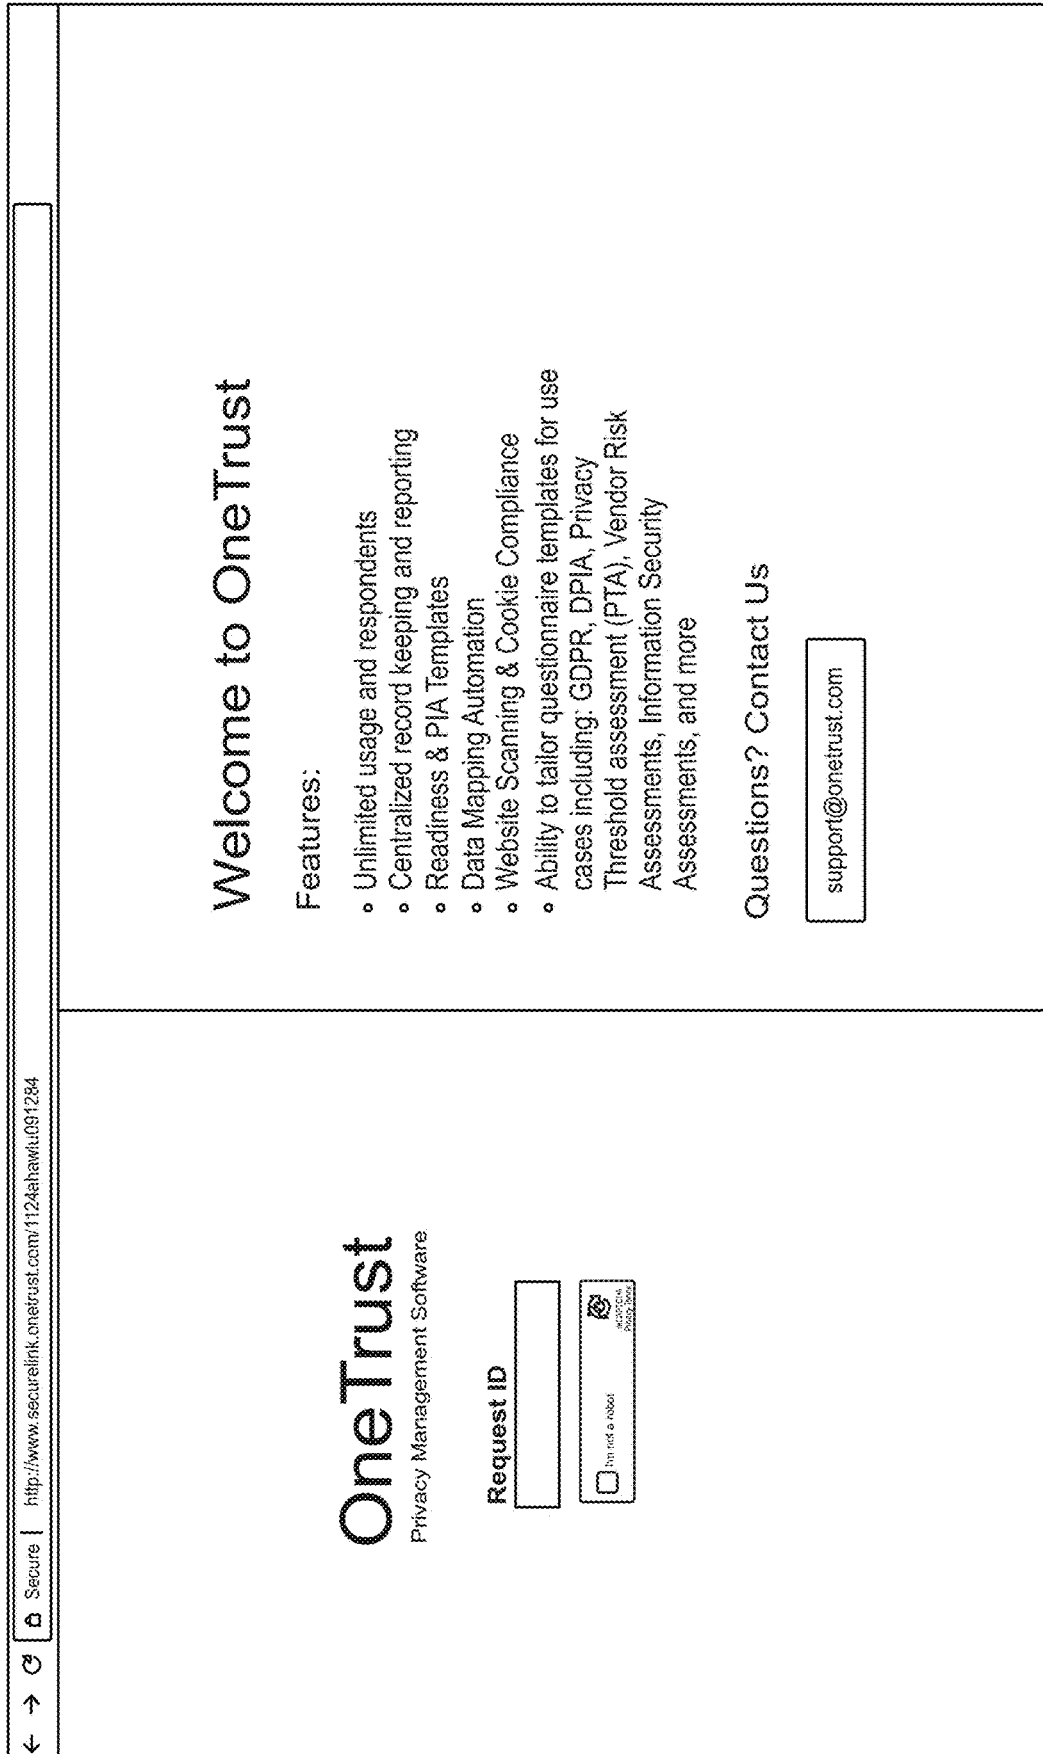 Secure | http://www.securelink.onetrust.com/1124ahawlu091284
OneTrust
Privacy Management Software
Request ID
I'm not a robot
reCAPTCHA
Welcome to OneTrust
Features:
Unlimited usage and respondents
Centralized record keeping and reporting
Readiness & PIA Templates
Data Mapping Automation
Website Scanning & Cookie Compliance
Ability to tailor questionnaire templates for use
cases including: GDPR, DPIA, Privacy
Threshold assessment (PTA), Vendor Risk
Assessments, Information Security
Assessments, and more
Questions? Contact Us
support@onetrust.com